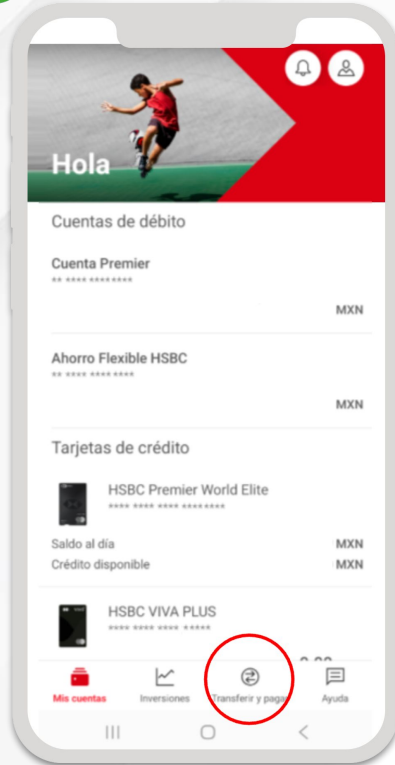 Hola
Cuentas de débito
Cuenta Premier
** **** ********
MXN
Ahorro Flexible HSBC
** **** **** ****
MXN
Tarjetas de crédito
HSBC Premier World Elite
**** **** **** ********
Saldo al día MXN
Crédito disponible MXN
HSBC VIVA PLUS
**** **** **** *****
Mis cuentas Inversiones Transferir y pagar Ayuda